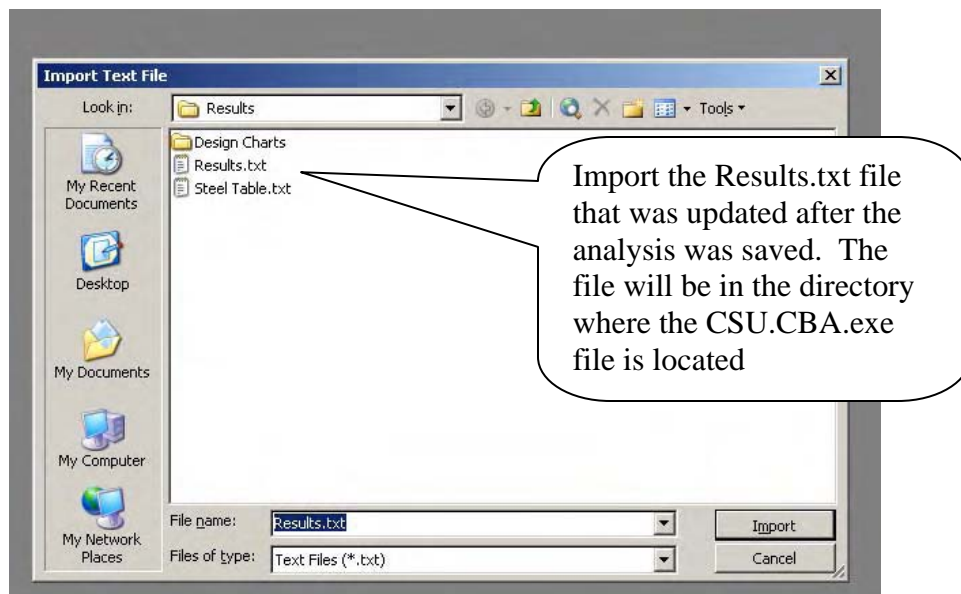 Import Text File
Look in:
Results
Tools
Design Charts
Results.txt
Steel Table.txt
My Recent
Documents
Desktop
My Documents
My Computer
My Network
Places
Import the Results.txt file
that was updated after the
analysis was saved.  The
file will be in the directory
where the CSU.CBA.exe
file is located
File name:
Results.txt
Import
Files of type:
Text Files (*.txt)
Cancel